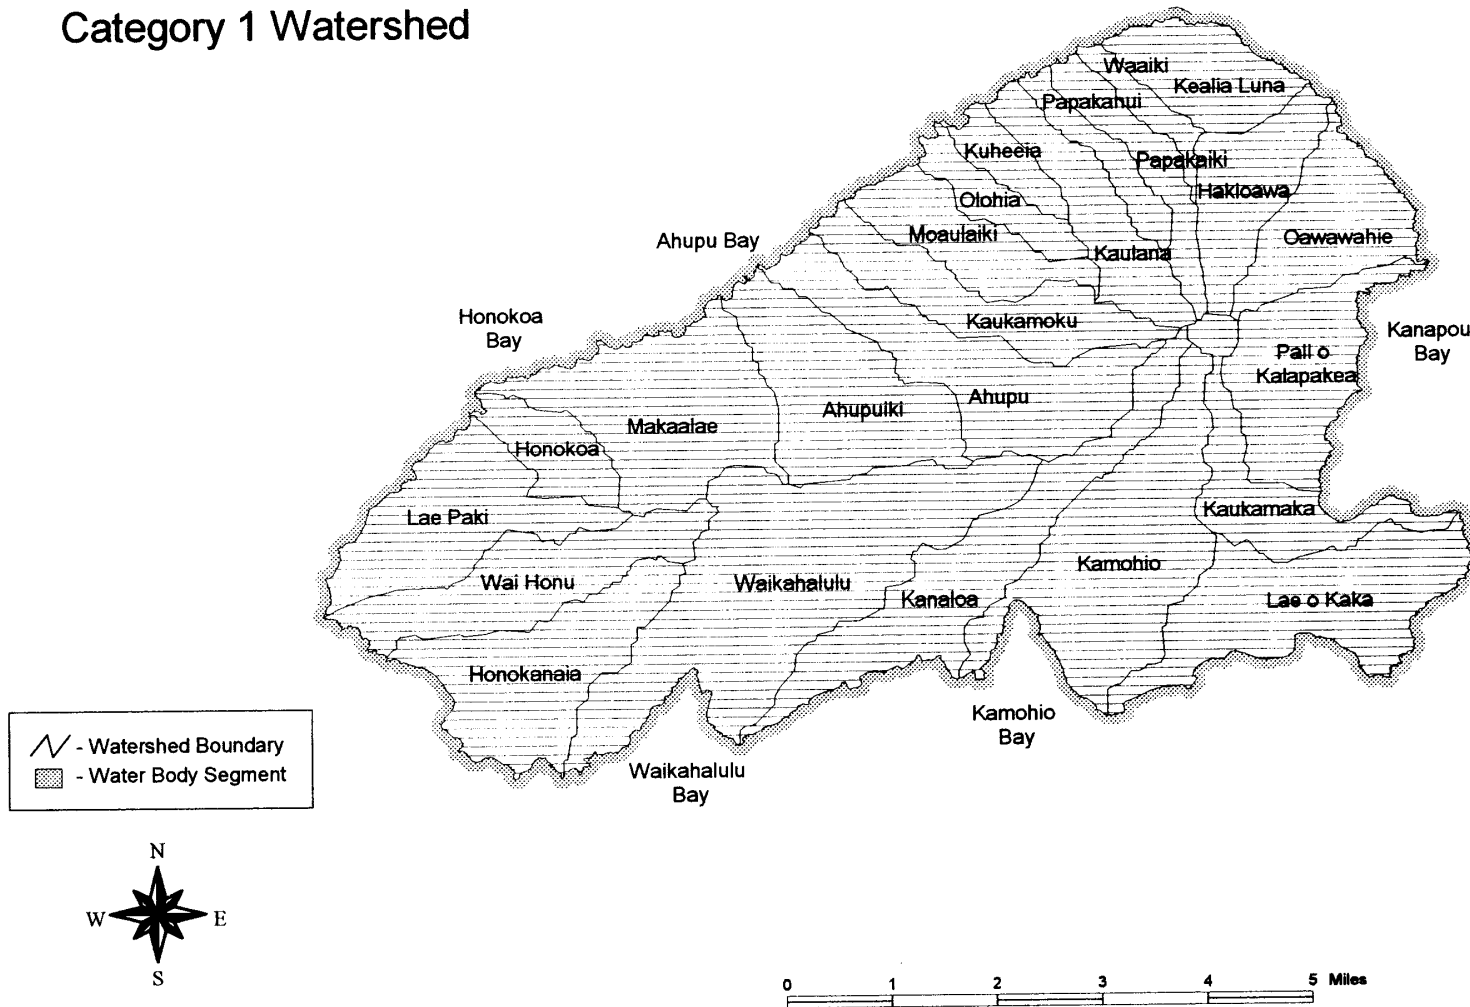 Category 1 Watershed
Waaiki
Kealia Luna
Papakahui
Kuheeia
Papakaiki
Hakioawa
Olohia
Moaulaiki
Kaulana
Oawawahie
Ahupu Bay
Honokoa
Bay
Kaukamoku
Kanapou
Bay
Pali o
Kalapakea
Ahupuiki
Ahupu
Makaalae
Honokoa
Lae Paki
Kaukamaka
Wai Honu
Waikahalulu
Kanaloa
Kamohio
Lae o Kaka
Honokanaia
Kamohio
Bay
Waikahalulu
Bay
- Watershed Boundary
- Water Body Segment
N
W E
S
0 1 2 3 4 5 Miles